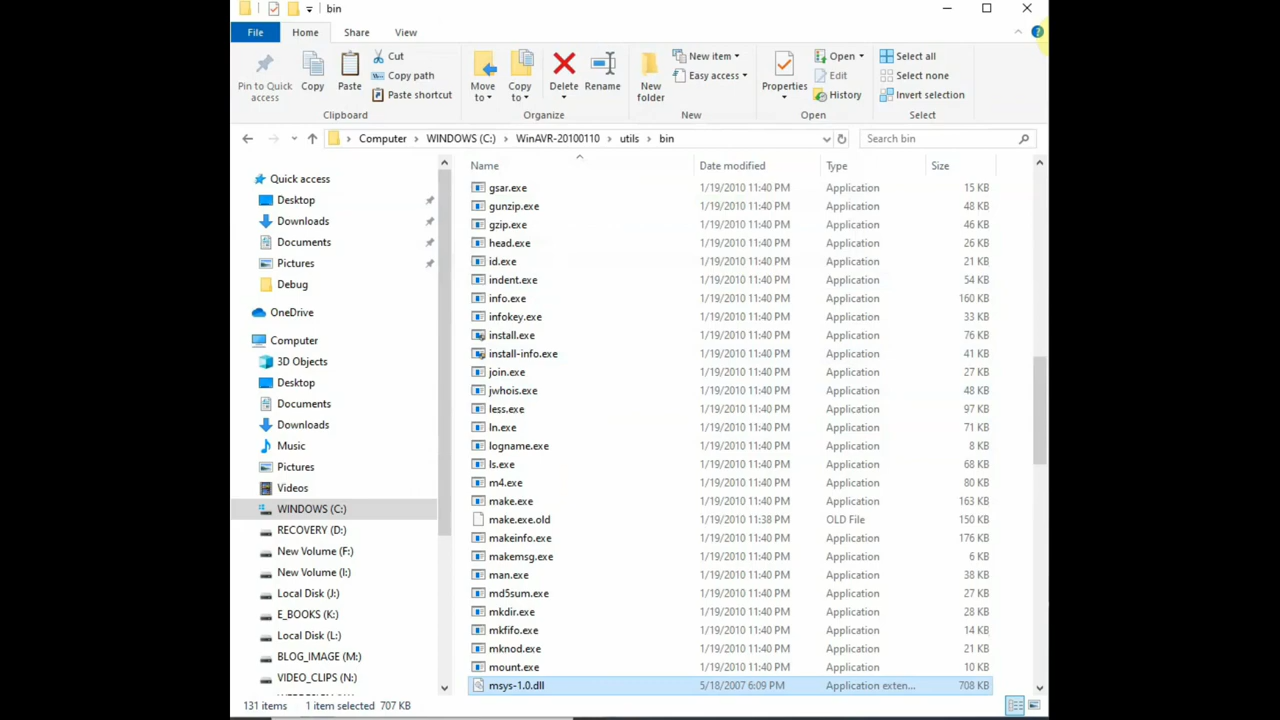 bin
File Home Share View
Pin to Quick access
Copy
Paste
Cut
Copy path
Paste shortcut
Move to
Copy to
Delete
Rename
New folder
New item
Easy access
Properties
Open
Edit
History
Select all
Select none
Invert selection
Clipboard Organize New Open Select
Computer WINDOWS (C:) WinAVR-20100110 utils bin Search bin
Name Date modified Type Size
Quick access
Desktop
Downloads
Documents
Pictures
Debug
OneDrive
Computer
3D Objects
Desktop
Documents
Downloads
Music
Pictures
Videos
WINDOWS (C:)
RECOVERY (D:)
New Volume (F:)
New Volume (I:)
Local Disk (J:)
E_BOOKS (K:)
Local Disk (L:)
BLOG_IMAGE (M:)
VIDEO_CLIPS (N:)
gsar.exe 1/19/2010 11:40 PM Application 15 KB
gunzip.exe 1/19/2010 11:40 PM Application 48 KB
gzip.exe 1/19/2010 11:40 PM Application 46 KB
head.exe 1/19/2010 11:40 PM Application 26 KB
id.exe 1/19/2010 11:40 PM Application 21 KB
indent.exe 1/19/2010 11:40 PM Application 54 KB
info.exe 1/19/2010 11:40 PM Application 160 KB
infokey.exe 1/19/2010 11:40 PM Application 33 KB
install.exe 1/19/2010 11:40 PM Application 76 KB
install-info.exe 1/19/2010 11:40 PM Application 41 KB
join.exe 1/19/2010 11:40 PM Application 27 KB
jwhois.exe 1/19/2010 11:40 PM Application 48 KB
less.exe 1/19/2010 11:40 PM Application 97 KB
ln.exe 1/19/2010 11:40 PM Application 71 KB
logname.exe 1/19/2010 11:40 PM Application 8 KB
ls.exe 1/19/2010 11:40 PM Application 68 KB
m4.exe 1/19/2010 11:40 PM Application 80 KB
make.exe 1/19/2010 11:40 PM Application 163 KB
make.exe.old 1/19/2010 11:38 PM OLD File 150 KB
makeinfo.exe 1/19/2010 11:40 PM Application 176 KB
makemsg.exe 1/19/2010 11:40 PM Application 6 KB
man.exe 1/19/2010 11:40 PM Application 38 KB
md5sum.exe 1/19/2010 11:40 PM Application 27 KB
mkdir.exe 1/19/2010 11:40 PM Application 28 KB
mkfifo.exe 1/19/2010 11:40 PM Application 14 KB
mknod.exe 1/19/2010 11:40 PM Application 21 KB
mount.exe 1/19/2010 11:40 PM Application 10 KB
msys-1.0.dll 5/18/2007 6:09 PM Application exten... 708 KB
131 items 1 item selected 707 KB